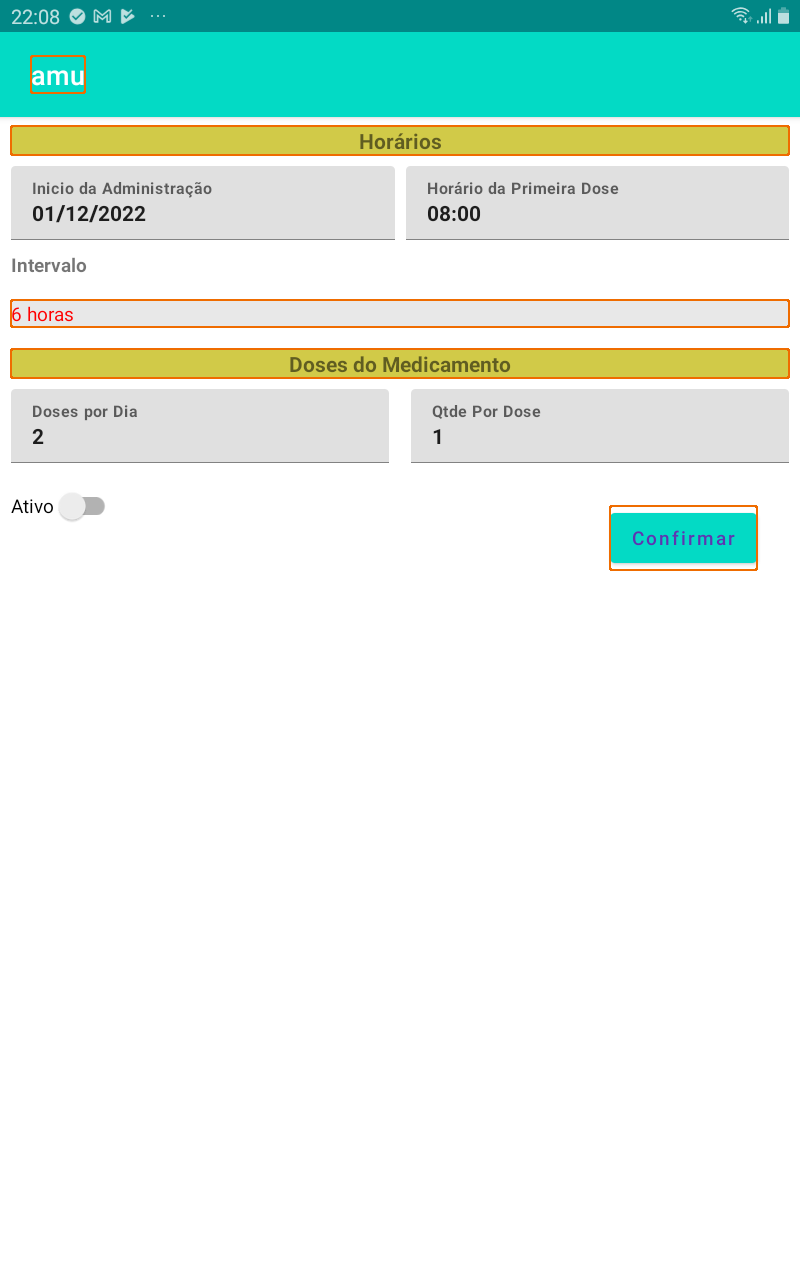 22:08
amu
Horários
Inicio da Administração
01/12/2022
Horário da Primeira Dose
08:00
Intervalo
6 horas
Doses do Medicamento
Doses por Dia
2
Qtde Por Dose
1
Ativo
Confirmar